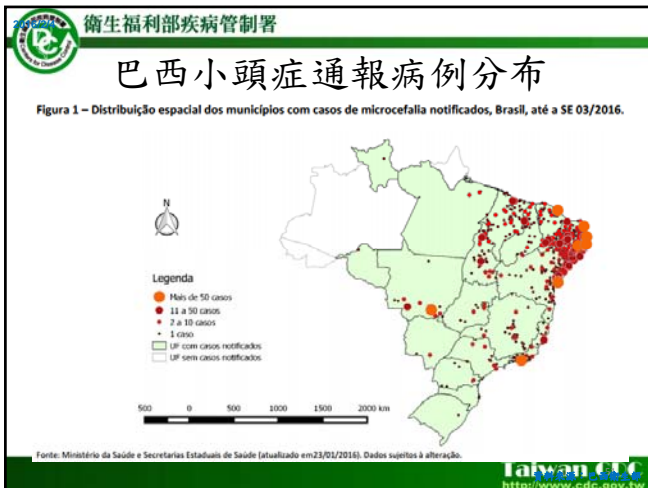 衛生福利部疾病管制署
巴西小頭症通報病例分布
Figura 1 – Distribuição espacial dos municípios com casos de microcefalia notificados, Brasil, até a SE 03/2016.
N
Legenda
Mais de 50 casos
11 a 50 casos
2 a 10 casos
1 caso
UF com casos notificados
UF sem casos notificados
500 0 500 1000 1500 2000 km
Fonte: Ministério da Saúde e Secretarias Estaduais de Saúde (atualizado em23/01/2016). Dados sujeitos à alteração.
Taiwan CDC
http://www.cdc.gov.tw